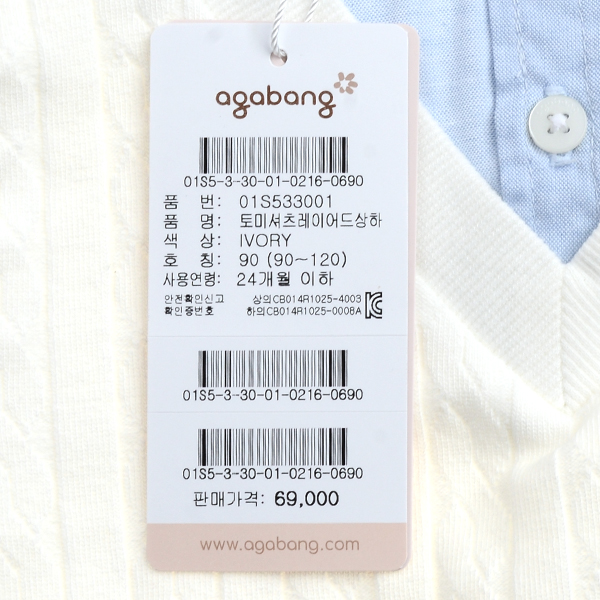 agabang
01S5-3-30-01-0216-0690
품 번: 01S533001
품 명: 토미셔츠레이어드상하
색 상: IVORY
호 칭: 90 (90~120)
사용연령: 24개월 이하
안전확인신고 상의CB014R1025-4003
확인증번호 하의CB014R1025-0008A
01S5-3-30-01-0216-0690
01S5-3-30-01-0216-0690
판매가격: 69,000
www.agabang.com